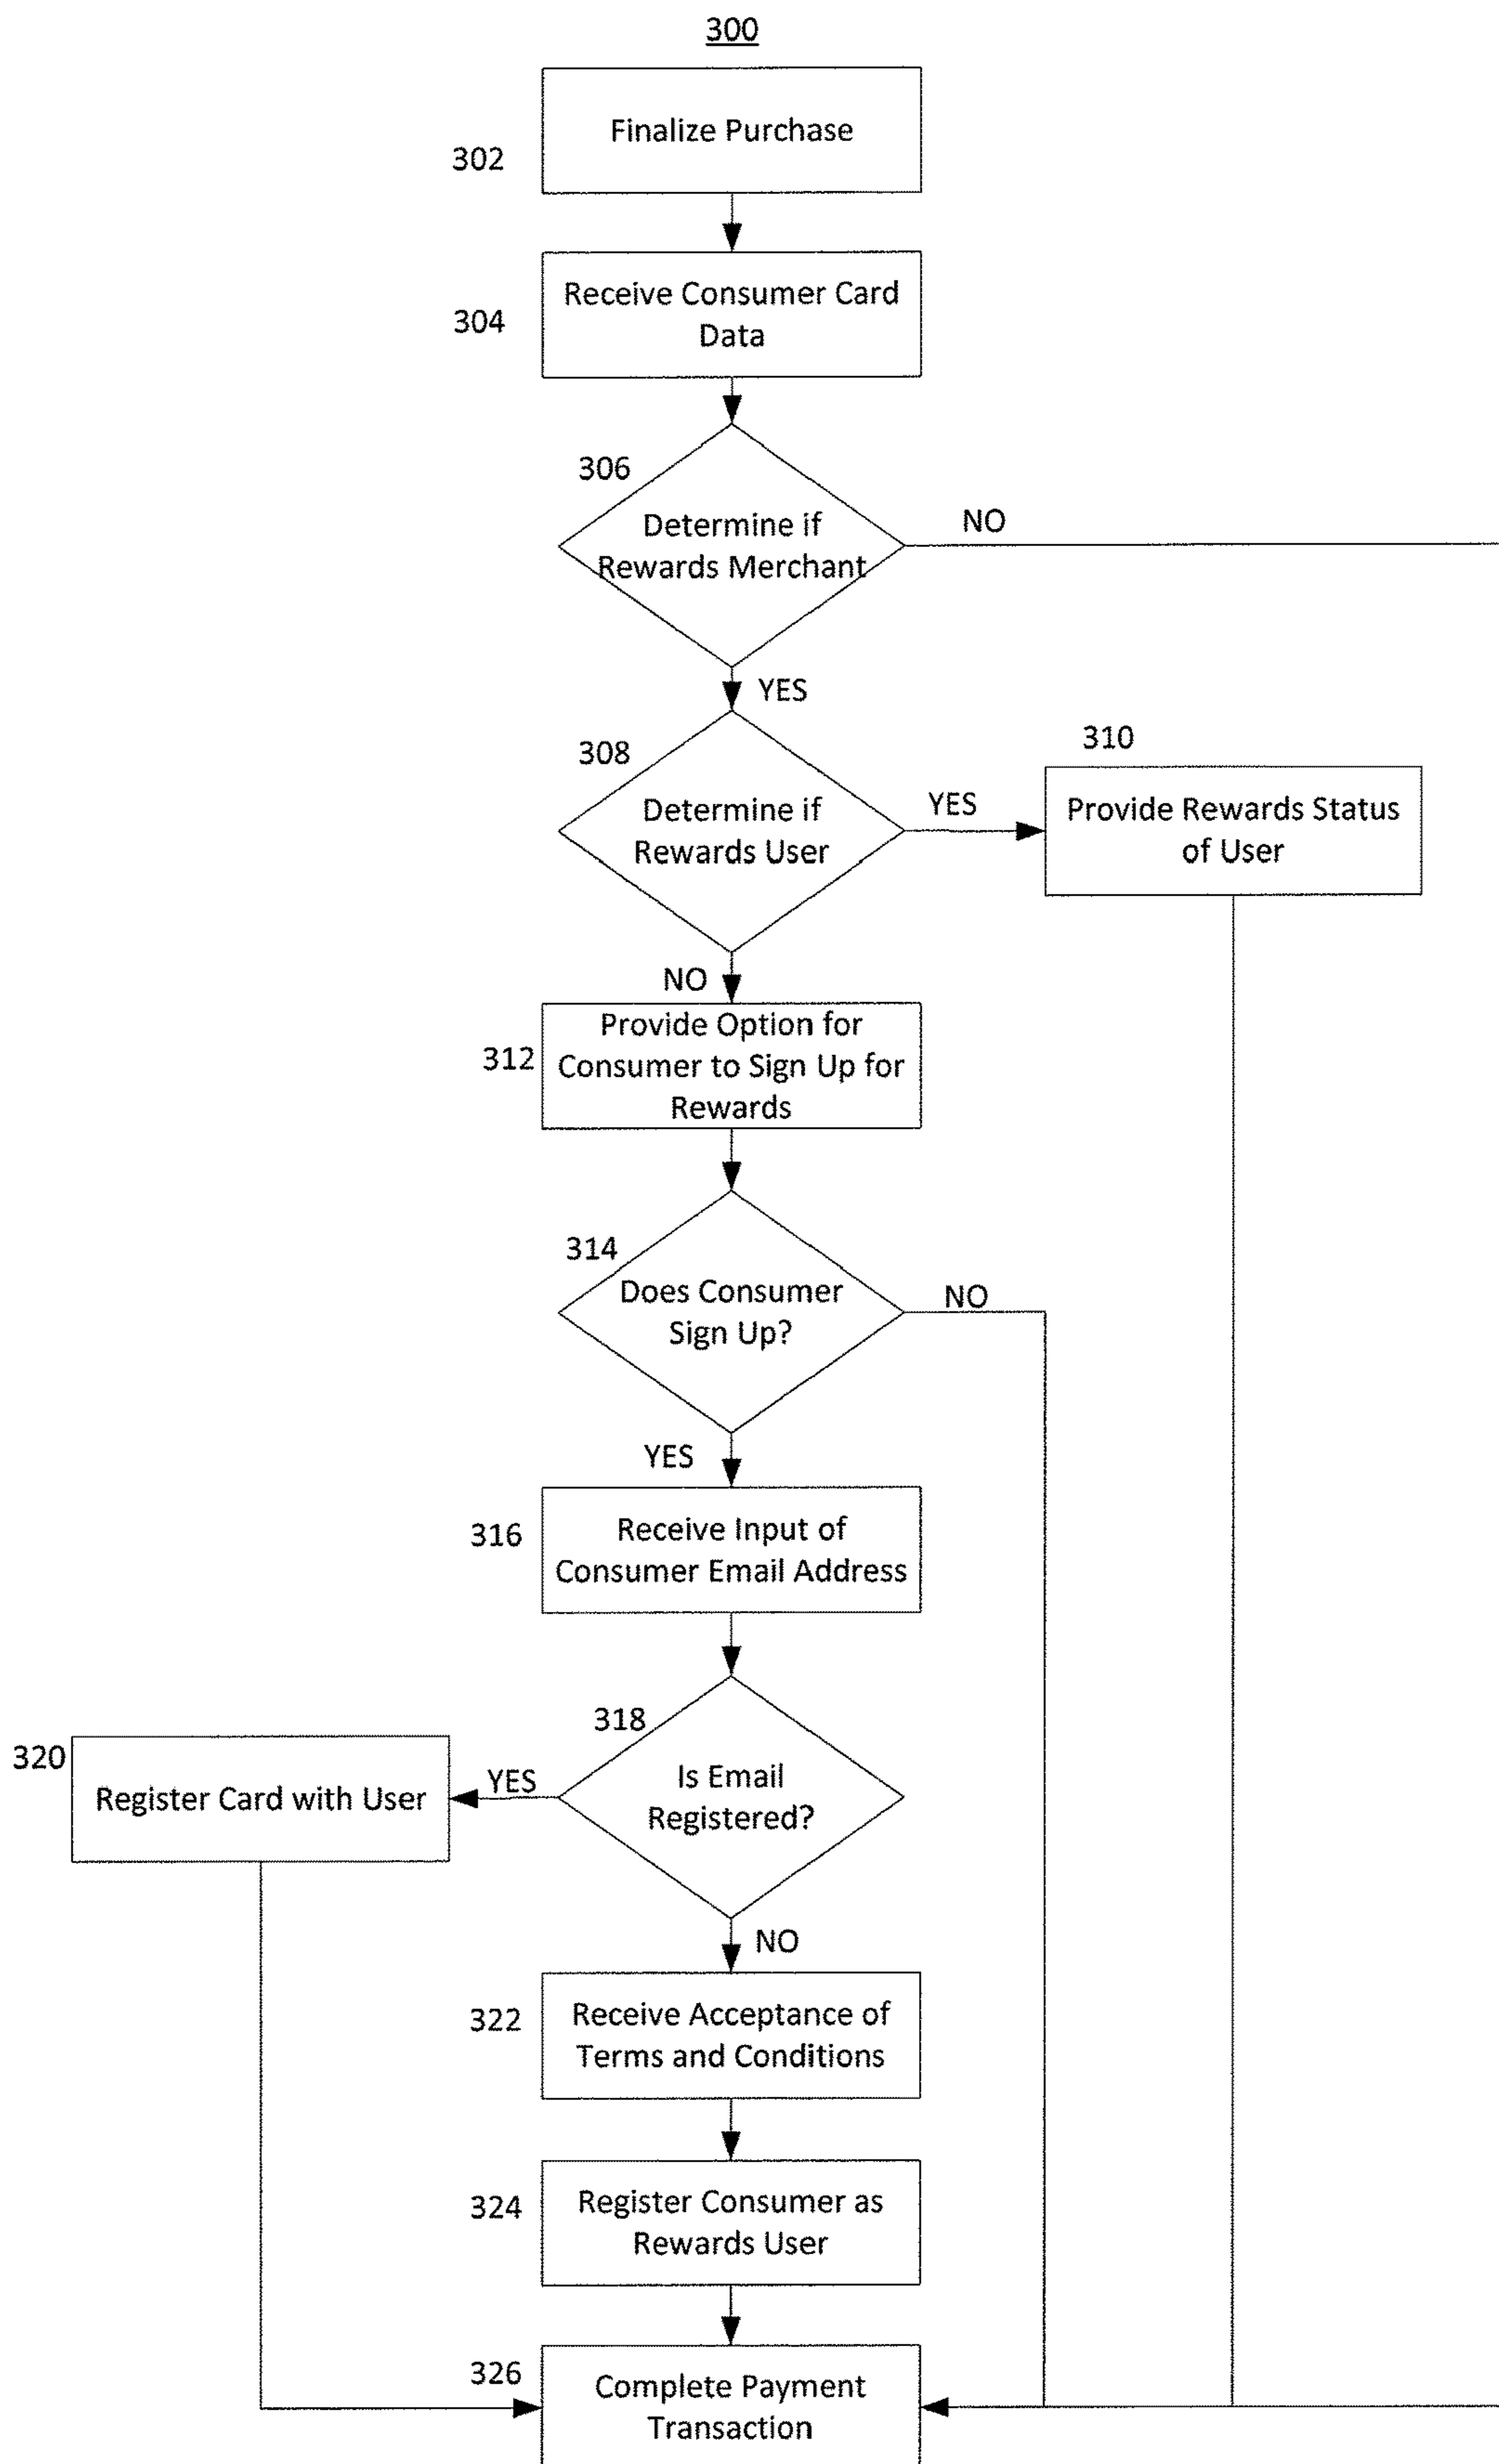 300
Finalize Purchase
302
Receive Consumer Card
Data
304
306
Determine if
Rewards Merchant
NO
YES
308
Determine if
Rewards User
YES
310
Provide Rewards Status
of User
NO
312
Provide Option for
Consumer to Sign Up for
Rewards
314
Does Consumer
Sign Up?
NO
YES
316
Receive Input of
Consumer Email Address
318
Is Email
Registered?
YES
320
Register Card with User
NO
322
Receive Acceptance of
Terms and Conditions
324
Register Consumer as
Rewards User
326
Complete Payment
Transaction